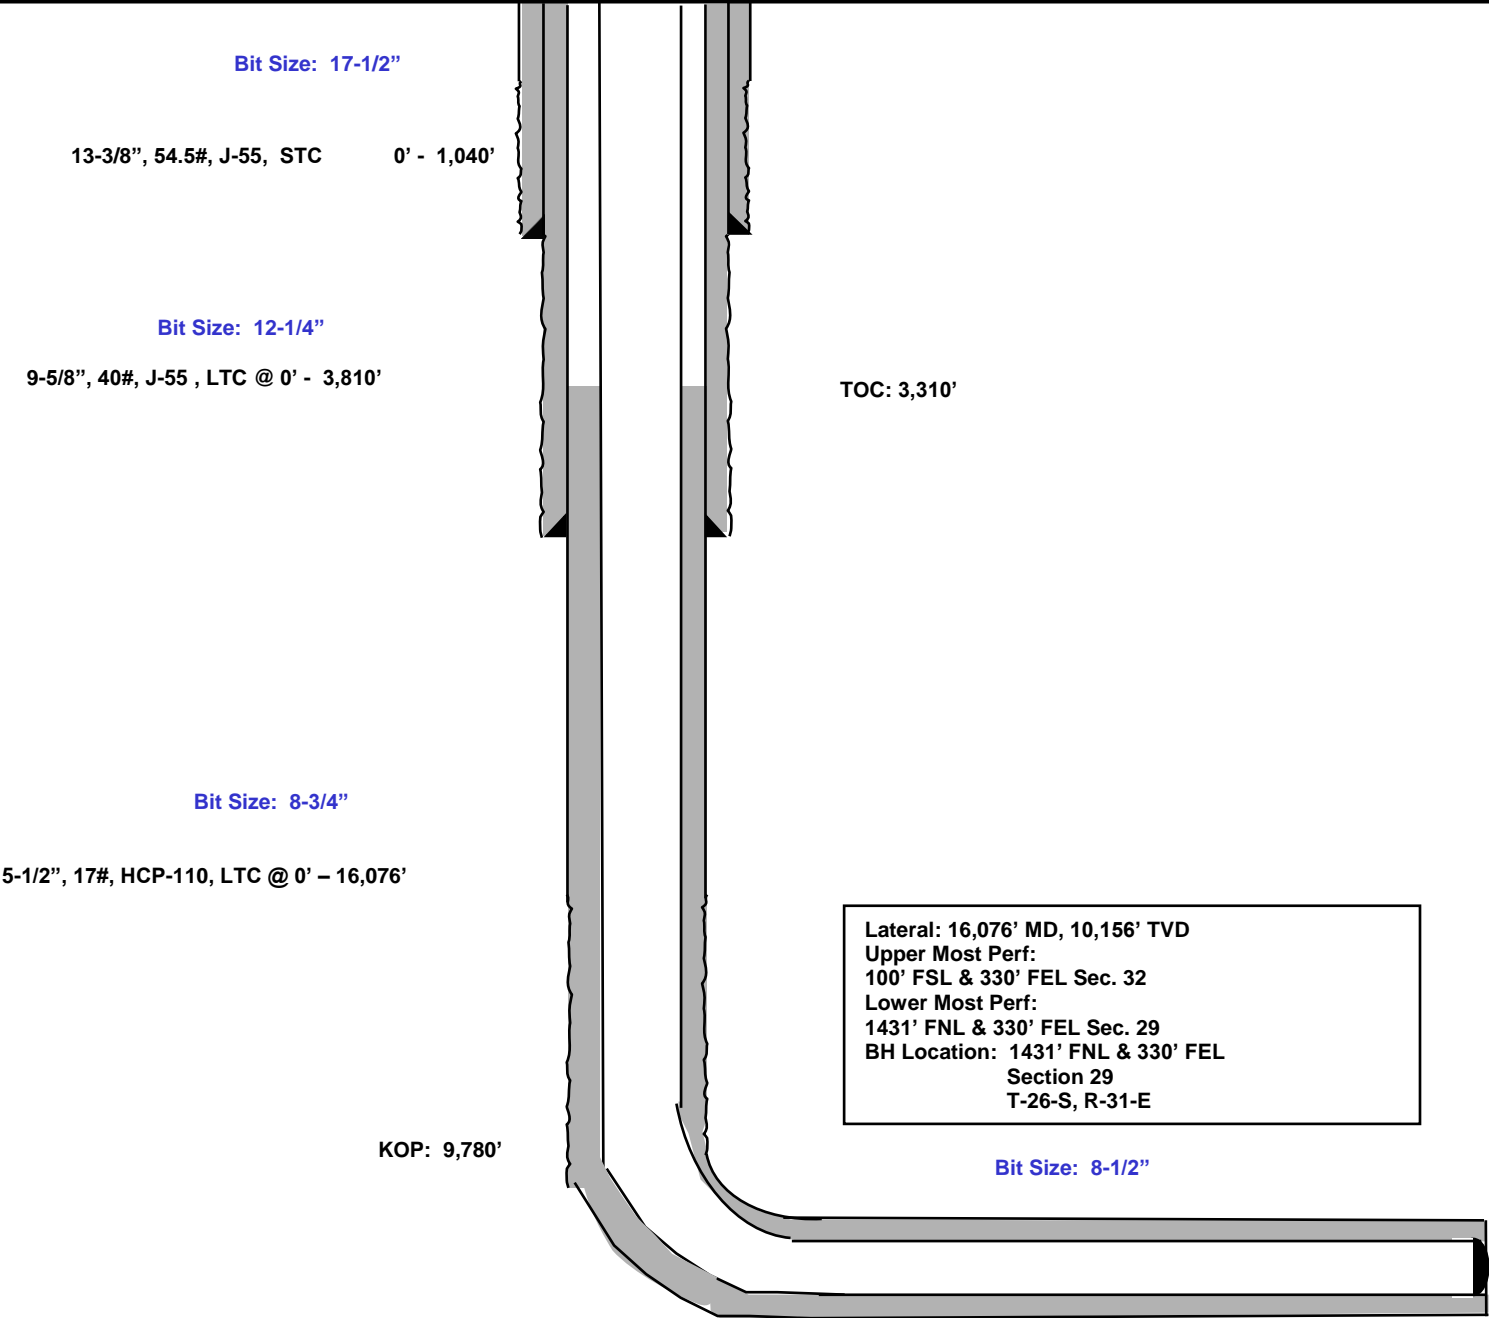 Bit Size: 17-1/2”
13-3/8”, 54.5#, J-55, STC 0’ - 1,040’
Bit Size: 12-1/4”
9-5/8”, 40#, J-55 , LTC @ 0’ - 3,810’
TOC: 3,310’
Bit Size: 8-3/4”
5-1/2”, 17#, HCP-110, LTC @ 0’ – 16,076’
Lateral: 16,076’ MD, 10,156’ TVD
Upper Most Perf:
100’ FSL & 330’ FEL Sec. 32
Lower Most Perf:
1431’ FNL & 330’ FEL Sec. 29
BH Location: 1431’ FNL & 330’ FEL
Section 29
T-26-S, R-31-E
KOP: 9,780’
Bit Size: 8-1/2”